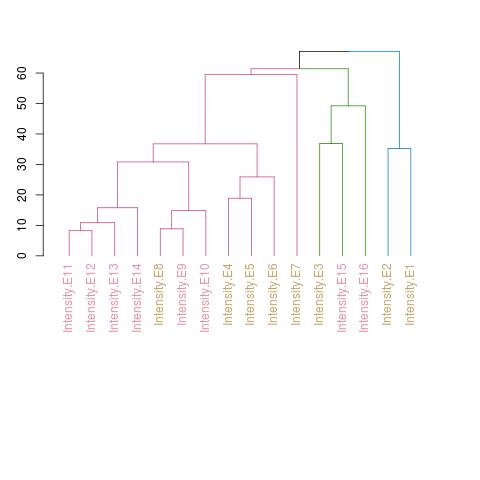 60
50
40
30
20
10
0
Intensity.E11
Intensity.E12
Intensity.E13
Intensity.E14
Intensity.E8
Intensity.E9
Intensity.E10
Intensity.E4
Intensity.E5
Intensity.E6
Intensity.E7
Intensity.E3
Intensity.E15
Intensity.E16
Intensity.E2
Intensity.E1